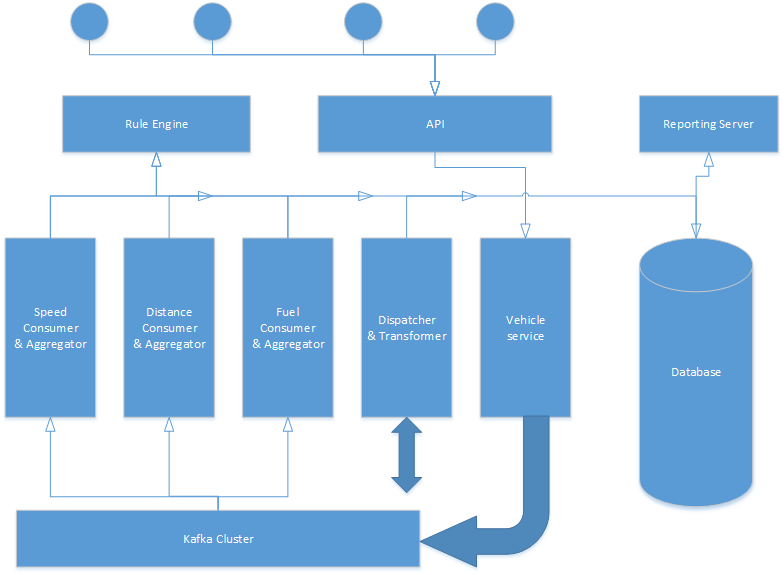 Rule Engine
API
Reporting Server
Speed
Consumer
& Aggregator
Distance
Consumer
& Aggregator
Fuel
Consumer
& Aggregator
Dispatcher
& Transformer
Vehicle
service
Database
Kafka Cluster